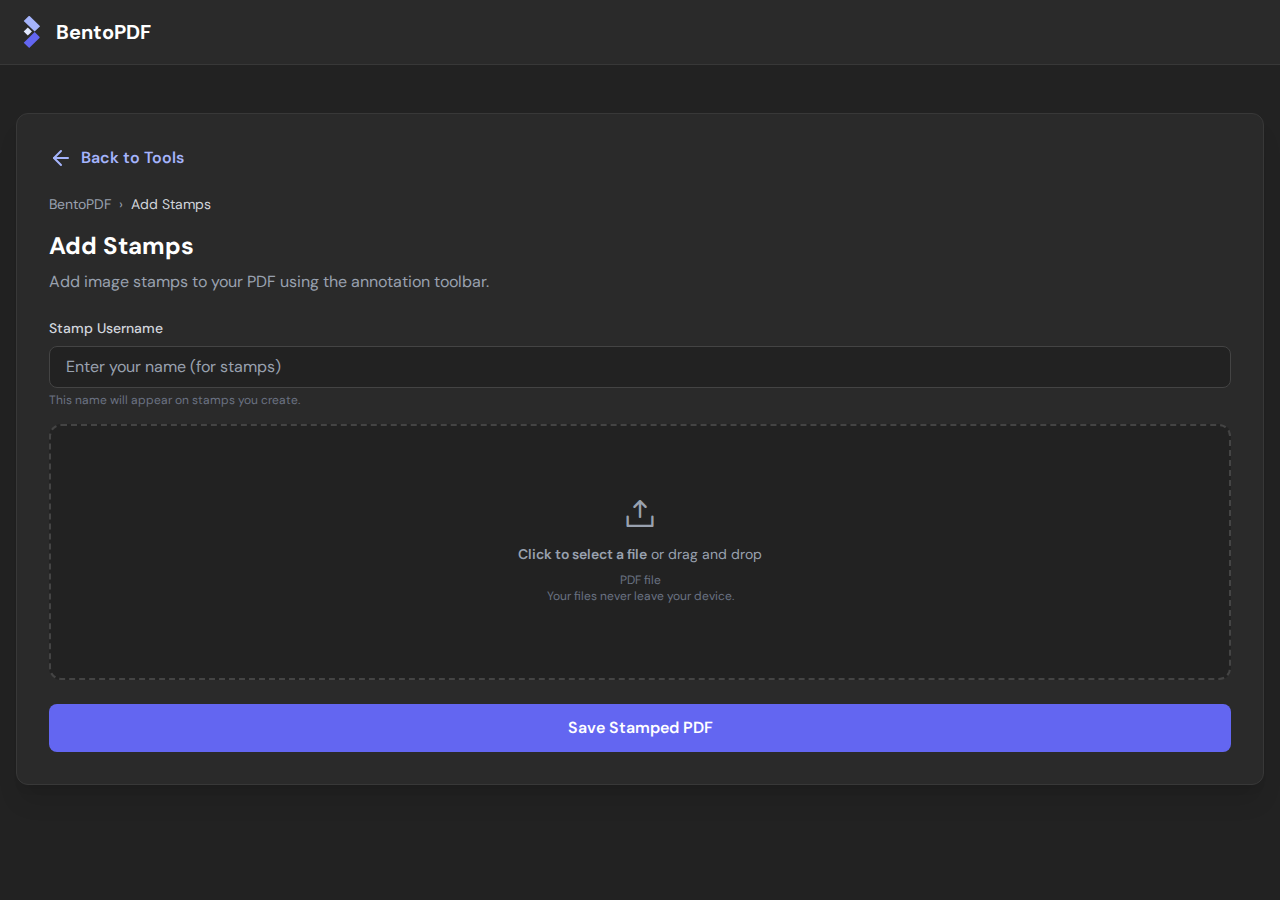 BentoPDF
Back to Tools
BentoPDF › Add Stamps
Add Stamps
Add image stamps to your PDF using the annotation toolbar.
Stamp Username
Enter your name (for stamps)
This name will appear on stamps you create.
Click to select a file or drag and drop
PDF file
Your files never leave your device.
Save Stamped PDF